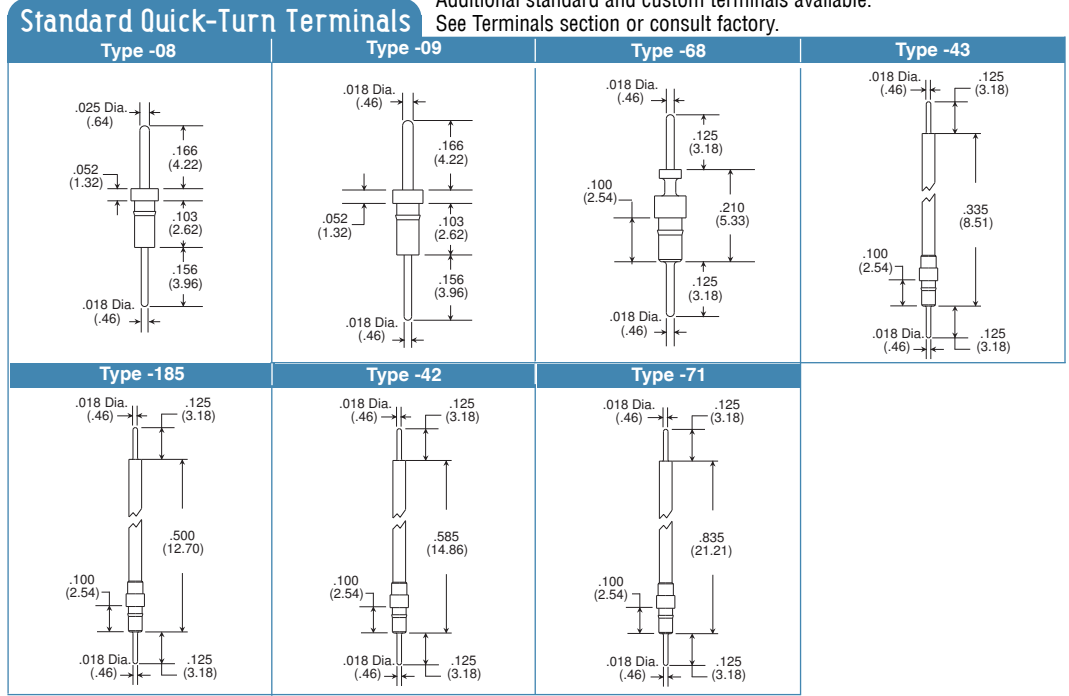 Additional standard and custom terminals available.
Standard Quick-Turn Terminals
See Terminals section or consult factory.
Type -08
Type -09
Type -68
Type -43
.025 Dia.
(.64)
.166
(4.22)
.052
(1.32)
.103
(2.62)
.156
(3.96)
.018 Dia.
(.46)
.018 Dia.
(.46)
.166
(4.22)
.052
(1.32)
.103
(2.62)
.156
(3.96)
.018 Dia.
(.46)
.018 Dia.
(.46)
.125
(3.18)
.100
(2.54)
.210
(5.33)
.125
(3.18)
.018 Dia.
(.46)
.018 Dia.
(.46)
.125
(3.18)
.335
(8.51)
.100
(2.54)
.018 Dia.
(.46)
.125
(3.18)
Type -185
Type -42
Type -71
.018 Dia.
(.46)
.125
(3.18)
.500
(12.70)
.100
(2.54)
.018 Dia.
(.46)
.125
(3.18)
.018 Dia.
(.46)
.125
(3.18)
.585
(14.86)
.100
(2.54)
.018 Dia.
(.46)
.125
(3.18)
.018 Dia.
(.46)
.125
(3.18)
.835
(21.21)
.100
(2.54)
.018 Dia.
(.46)
.125
(3.18)